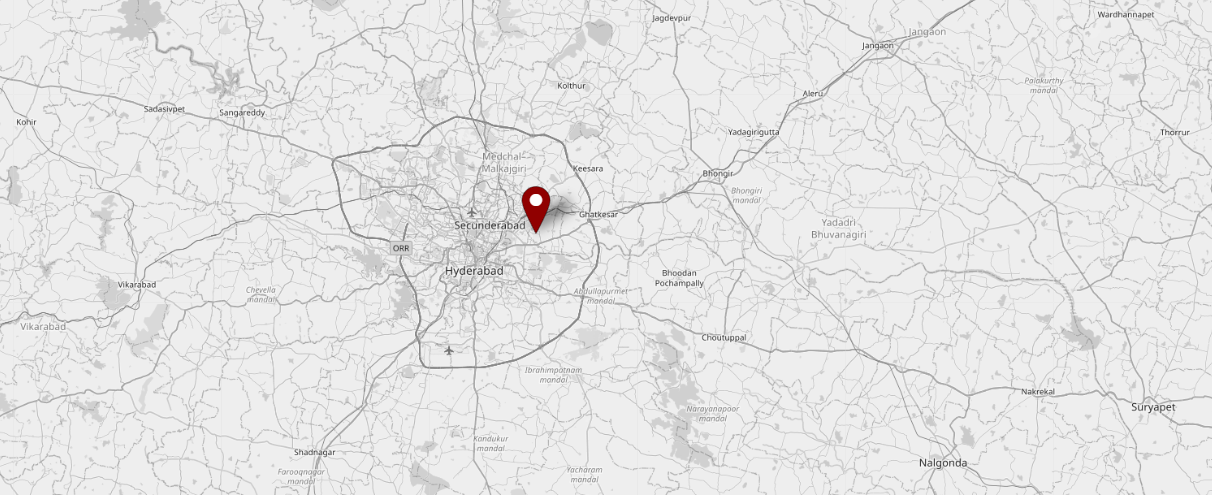 Jagdevpur
Wardhannapet
Jangaon
Jangaon
Kolthur
Palakurthy
mandal
Aleru
Sadasivpet
Sangareddy
Kohir
Yadagirigutta
Thorrur
Medchal–
Malkajgiri
Keesara
Bhongir
Bhongiri
mandal
Ghatkesar
Secunderabad
Yadadri
Bhuvanagiri
ORR
Hyderabad
Bhoodan
Pochampally
Vikarabad
Chevella
mandal
Abdullapurmet
mandal
Vikarabad
Choutuppal
Ibrahimpatnam
mandal
Nakrekal
Suryapet
Narayanapoor
mandal
Kandukur
mandal
Shadnagar
Nalgonda
Farooqnagar
mandal
Yacharam
mandal